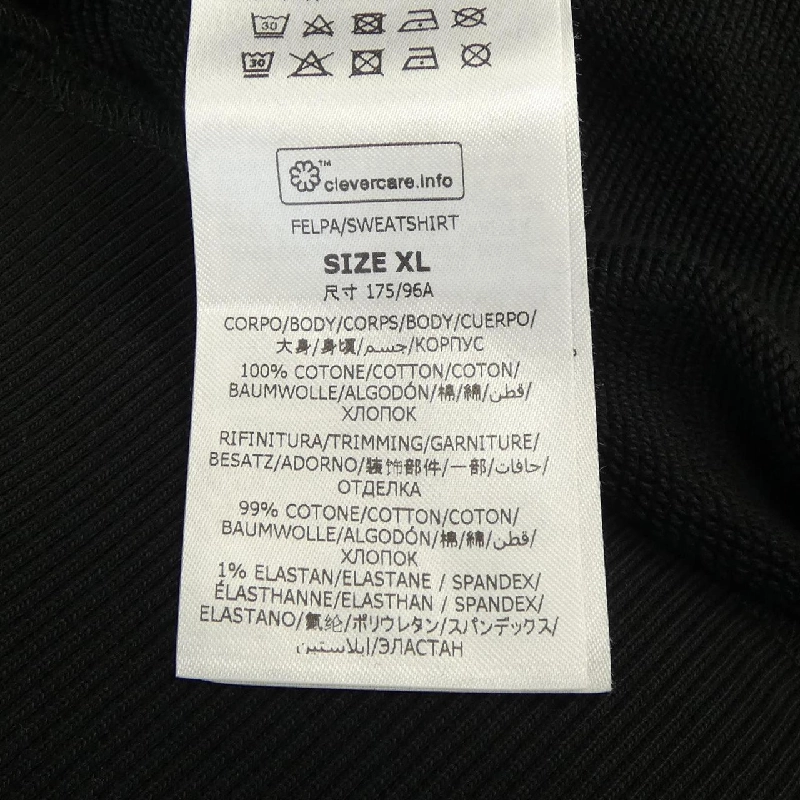 30
30
clevercare.info™
FELPA/SWEATSHIRT
SIZE XL
尺寸 175/96A
CORPO/BODY/CORPS/BODY/CUERPO/
大身/身頃/جسم/КОРПУС
100% COTONE/COTTON/COTON/
BAUMWOLLE/ALGODÓN/棉/綿/قطن/
ХЛОПОК
RIFINITURA/TRIMMING/GARNITURE/
BESATZ/ADORNO/装饰部件/一部/حافات/
ОТДЕЛКА
99% COTONE/COTTON/COTON/
BAUMWOLLE/ALGODÓN/棉/綿/قطن/
ХЛОПОК
1% ELASTAN/ELASTANE / SPANDEX/
ÉLASTHANNE/ELASTHAN / SPANDEX/
ELASTANO/氨纶/ポリウレタン/スパンデックス/
إيلاستين/ЭЛАСТАН